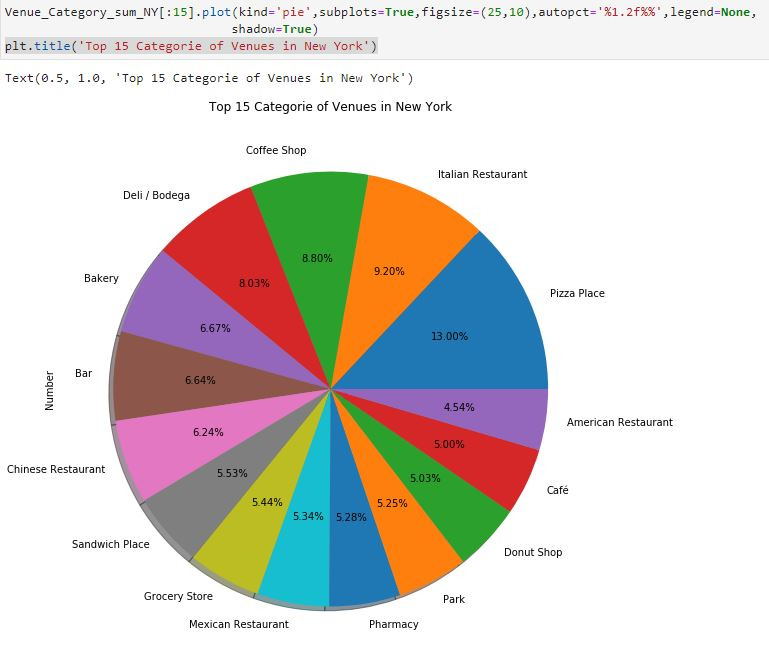 Venue_Category_sum_NY[:15].plot(kind='pie',subplots=True,figsize=(25,10),autopct='%1.2f%%',legend=None,
shadow=True)
plt.title('Top 15 Categorie of Venues in New York')
Text(0.5, 1.0, 'Top 15 Categorie of Venues in New York')
Top 15 Categorie of Venues in New York
Coffee Shop
Italian Restaurant
Deli / Bodega
8.80%
9.20%
8.03%
Bakery
Pizza Place
6.67%
13.00%
Bar
6.64%
Number
4.54%
American Restaurant
6.24%
5.00%
Chinese Restaurant
5.53%
5.03%
Café
5.44%
5.25%
5.34%
5.28%
Sandwich Place
Donut Shop
Grocery Store
Park
Mexican Restaurant
Pharmacy